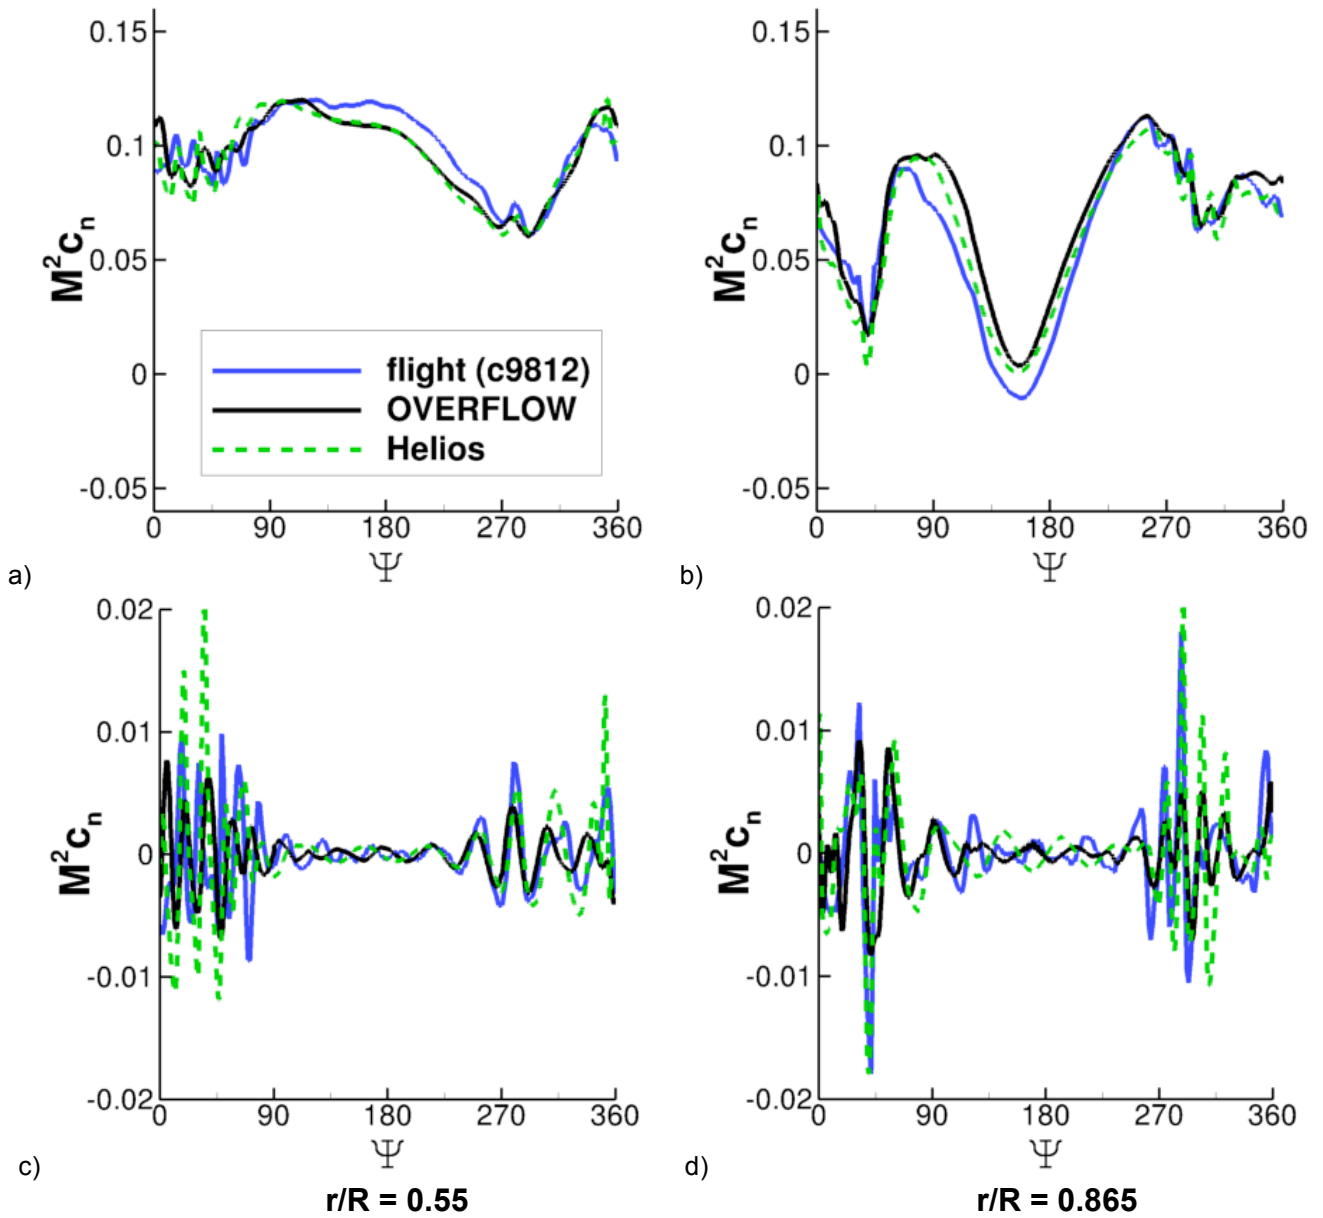 0.15
0.1
0.05
0
-0.05
M²cₙ
flight (c9812)
OVERFLOW
Helios
0 90 180 270 360
Ψ
a)
0.15
0.1
0.05
0
-0.05
M²cₙ
0 90 180 270 360
Ψ
b)
0.02
0.01
0
-0.01
-0.02
M²cₙ
0 90 180 270 360
Ψ
c)
r/R = 0.55
0.02
0.01
0
-0.01
-0.02
M²cₙ
0 90 180 270 360
Ψ
d)
r/R = 0.865